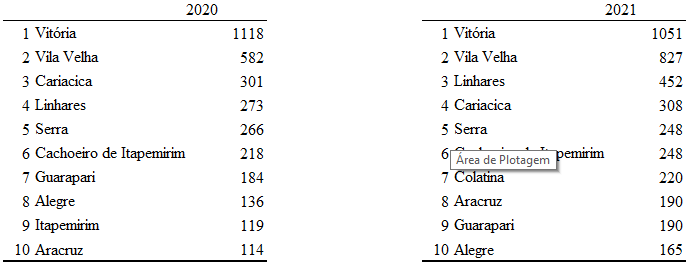 2020
1 Vitória 1118
2 Vila Velha 582
3 Cariacica 301
4 Linhares 273
5 Serra 266
6 Cachoeiro de Itapemirim 218
7 Guarapari 184
8 Alegre 136
9 Itapemirim 119
10 Aracruz 114
2021
1 Vitória 1051
2 Vila Velha 827
3 Linhares 452
4 Cariacica 308
5 Serra 248
6 Itapemirim 248
Área de Plotagem
7 Colatina 220
8 Aracruz 190
9 Guarapari 190
10 Alegre 165